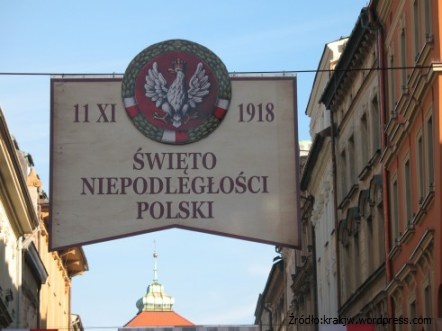 11 XI 1918
ŚWIĘTO
NIEPODLEGŁOŚCI
POLSKI
Źródło:krakiw.wordpress.com